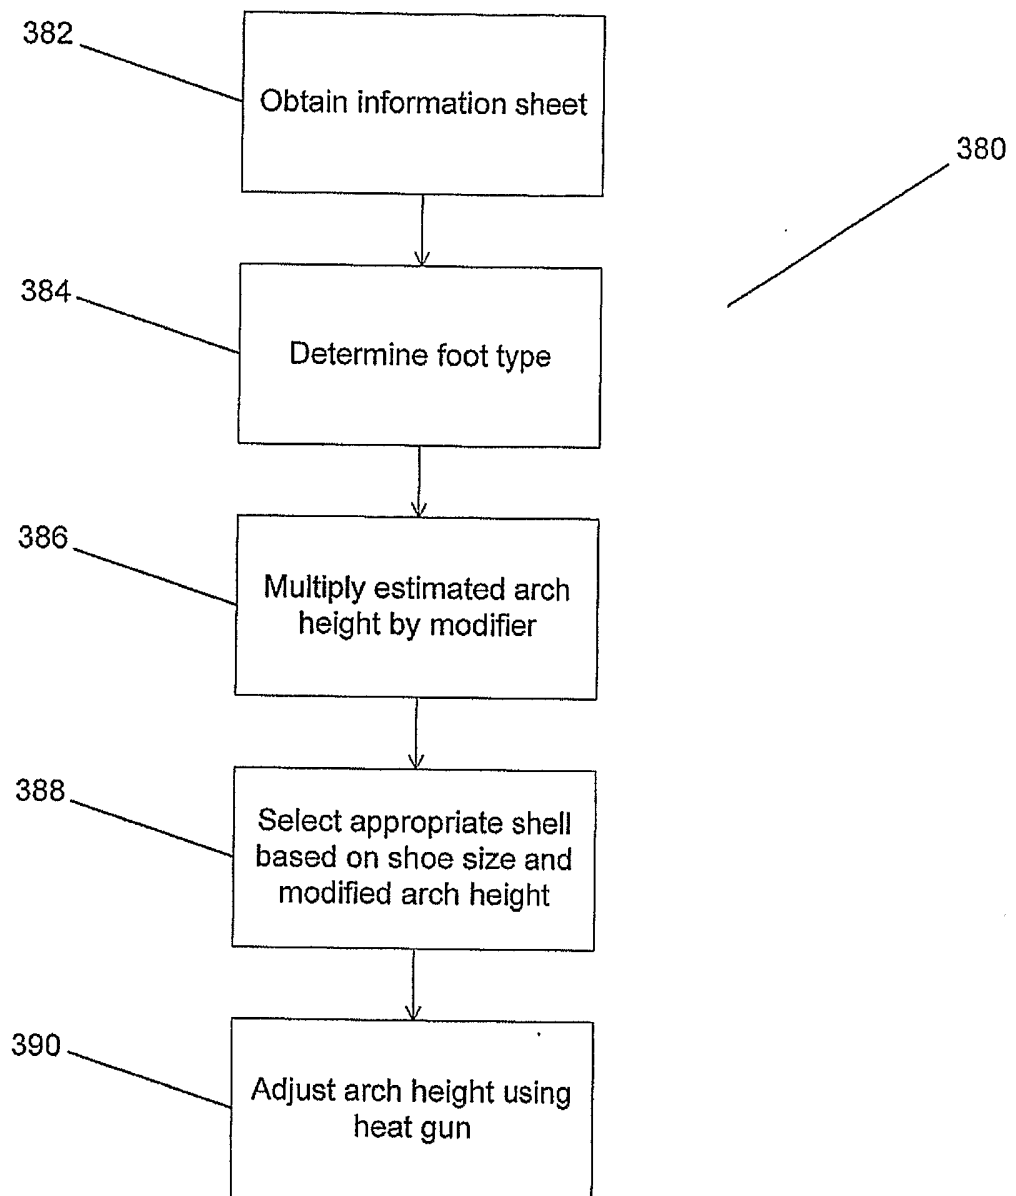 382
Obtain information sheet
380
384
Determine foot type
386
Multiply estimated arch
height by modifier
388
Select appropriate shell
based on shoe size and
modified arch height
390
Adjust arch height using
heat gun